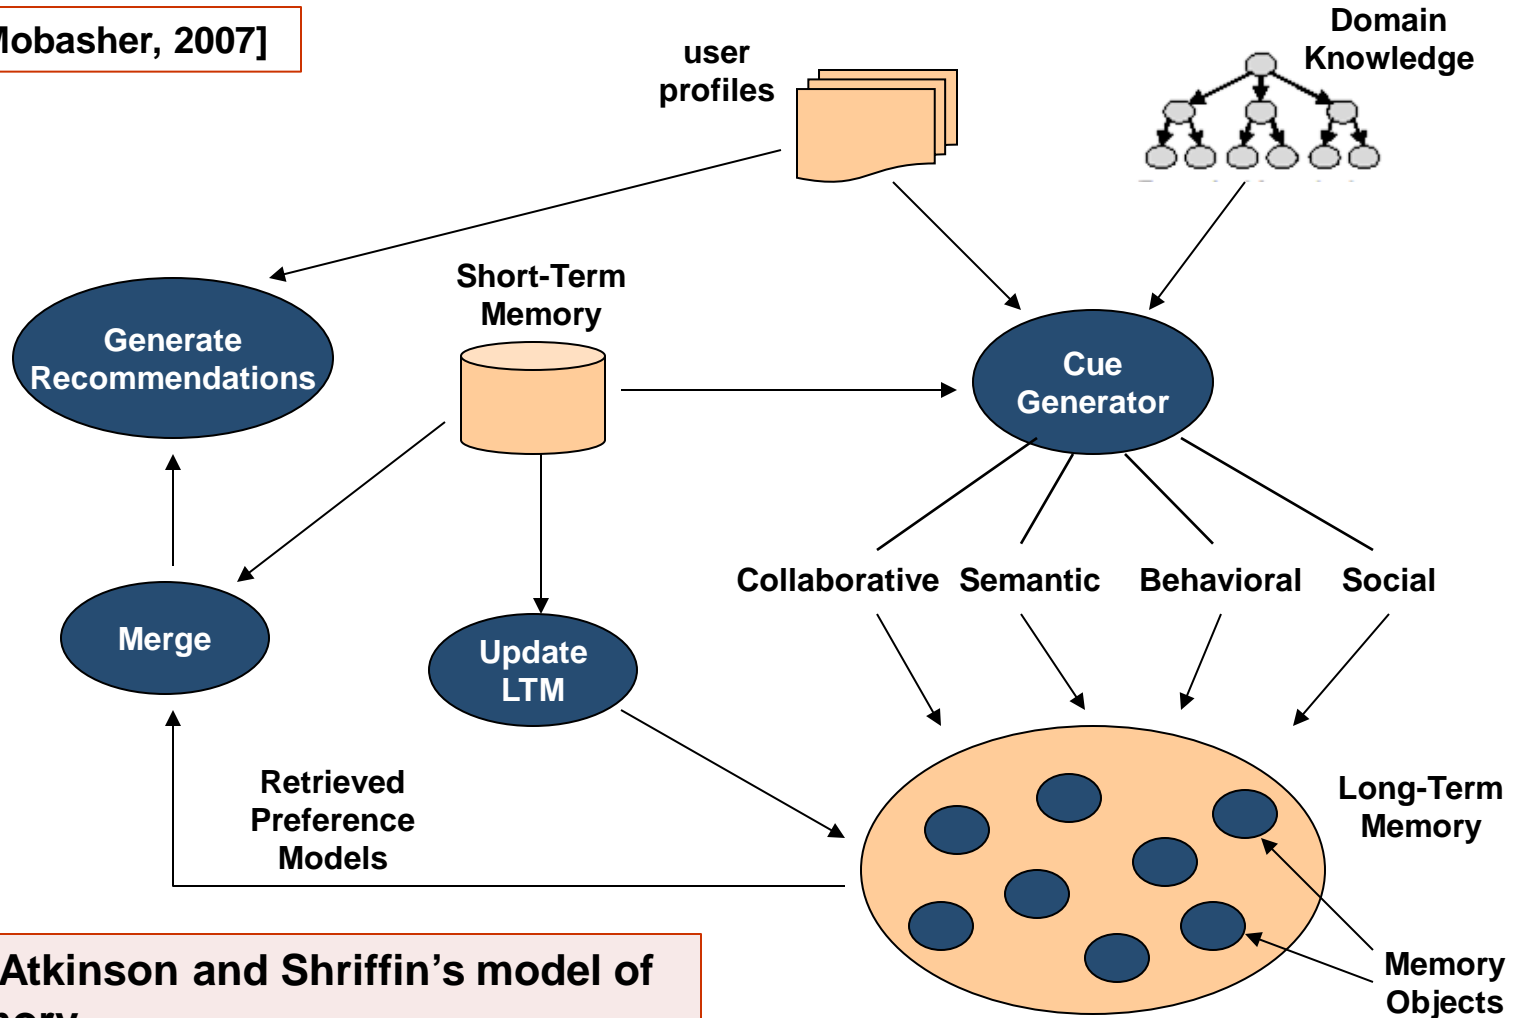 Mobasher, 2007]
Domain
Knowledge
user
profiles
Short-Term
Memory
Generate
Recommendations
Cue
Generator
Collaborative Semantic Behavioral Social
Merge
Update
LTM
Retrieved
Preference
Models
Long-Term
Memory
Atkinson and Shriffin's model of
Memory
Objects